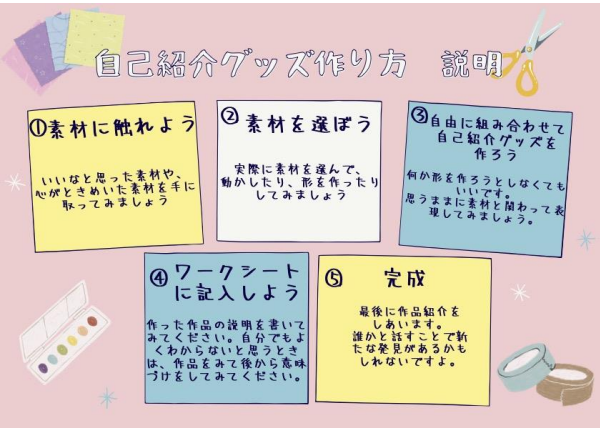 自己紹介グッズ作り方　説明
①素材に触れよう
いいなと思った素材や、
心がときめいた素材を手に
取ってみましょう
②素材を選ぼう
実際に素材を選んで、
動かしたり、形を作ったり
してみましょう
③自由に組み合わせて
自己紹介グッズを
作ろう
何か形を作ろうとしなくても
いいです。
思うままに素材と関わって表
現してみましょう。
④ワークシート
に記入しよう
作った作品の説明を書いて
みてください。自分でもよ
くわからないと思うとき
は、作品をみて後から意味
づけをしてみてください。
⑤ 完成
最後に作品紹介を
しあいます。
誰かと話すことで新
たな発見があるかも
しれないですよ。